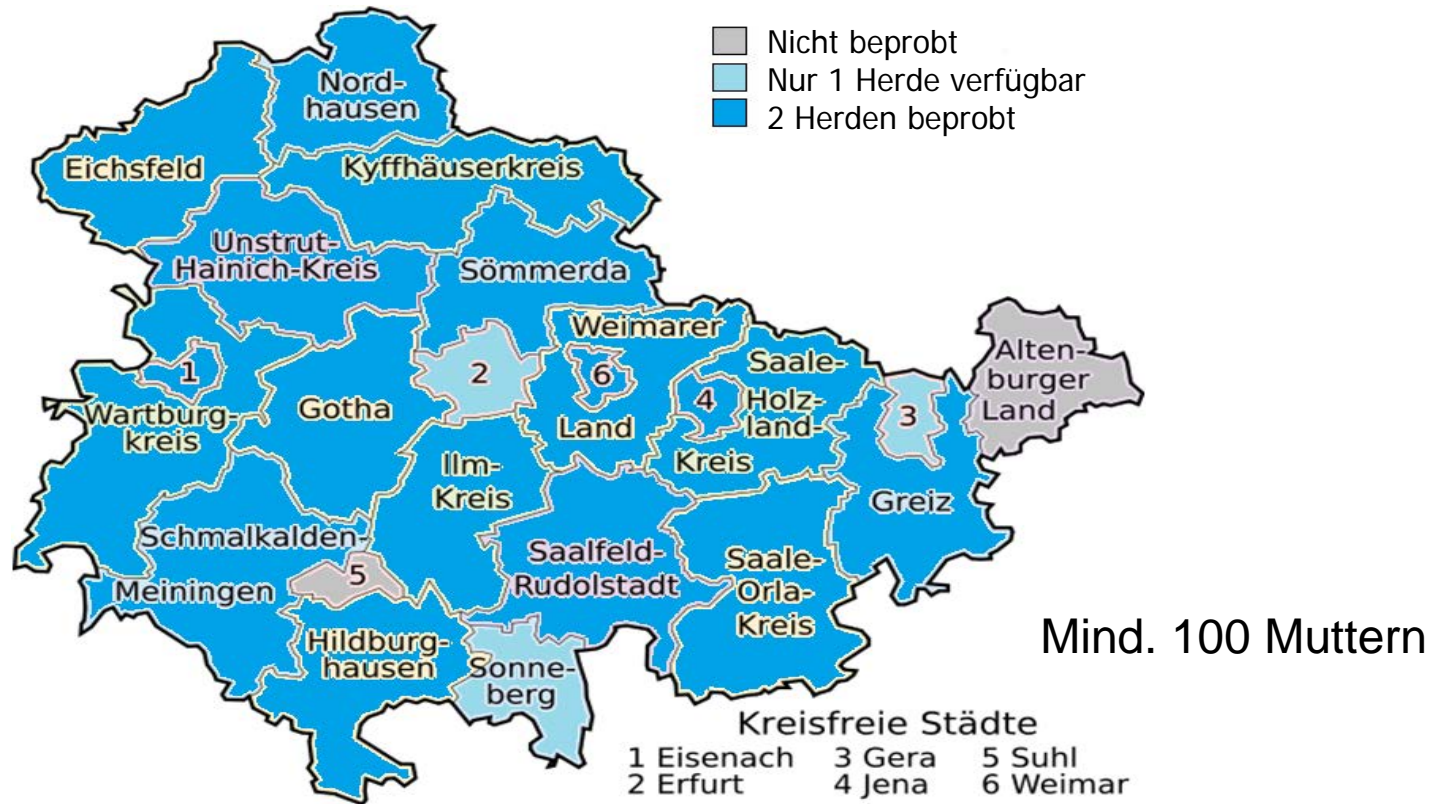 Nicht beprobt
Nur 1 Herde verfügbar
2 Herden beprobt
Nord-
hausen
Eichsfeld
Kyffhäuserkreis
Unstrut-
Hainich-Kreis
Sömmerda
Weimarer
Land
Saale-
Holz-
land-
Kreis
Alten-
burger
Land
1
2
6
4
3
Wartburg-
kreis
Gotha
Ilm-
Kreis
Greiz
Schmalkalden-
Meiningen
5
Saalfeld-
Rudolstadt
Saale-
Orla-
Kreis
Hildburg-
hausen
Sonne-
berg
Mind. 100 Muttern
Kreisfreie Städte
1 Eisenach 3 Gera 5 Suhl
2 Erfurt 4 Jena 6 Weimar